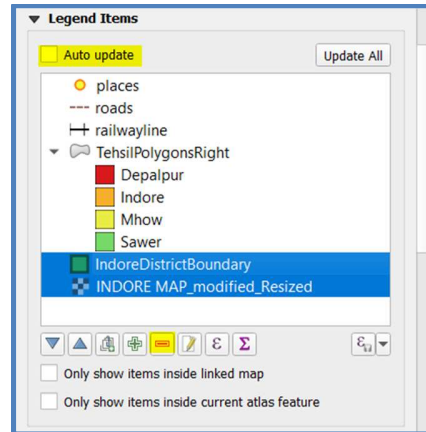 Legend Items
Auto update
Update All
places
roads
railwayline
TehsilPolygonsRight
Depalpur
Indore
Mhow
Sawer
IndoreDistrictBoundary
INDORE MAP_modified_Resized
ε Σ ε
Only show items inside linked map
Only show items inside current atlas feature